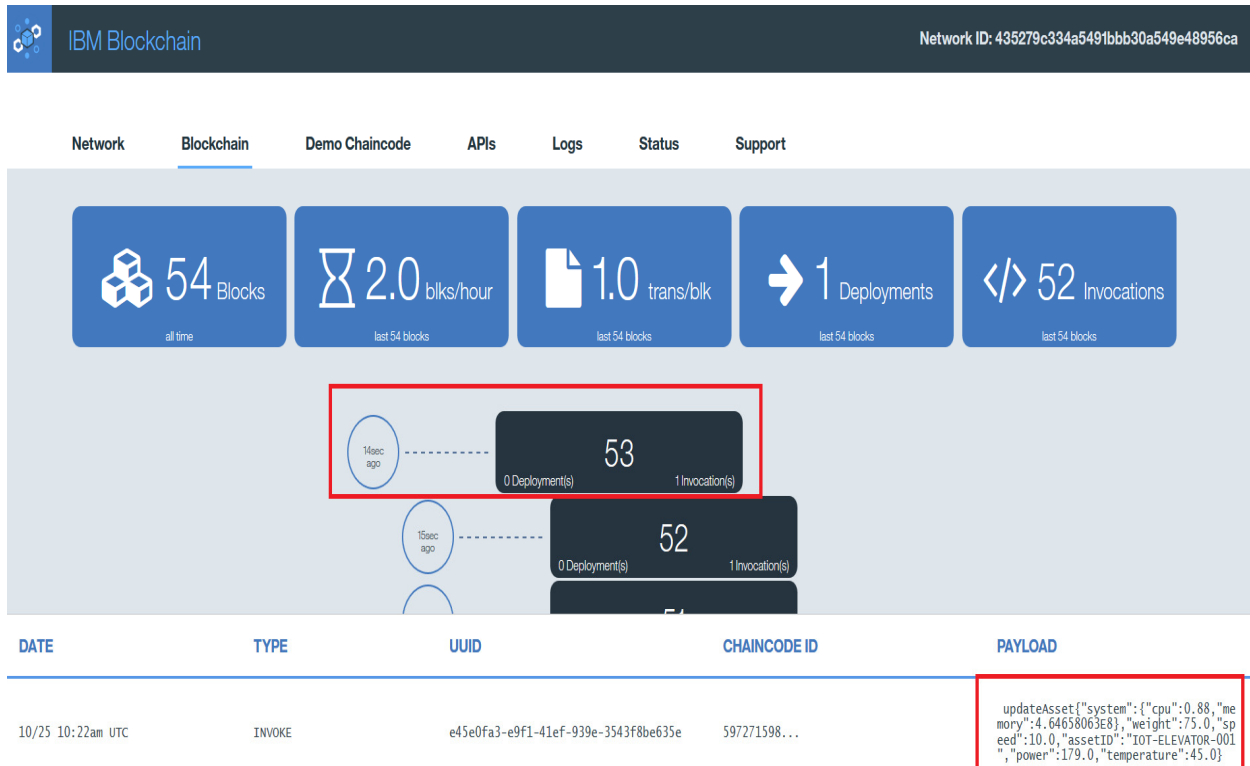 IBM Blockchain
Network ID: 435279c334a5491bbb30a549e48956ca
Network Blockchain Demo Chaincode APIs Logs Status Support
54 Blocks
all time
2.0 blks/hour
last 54 blocks
1.0 trans/blk
last 54 blocks
1 Deployments
last 54 blocks
</> 52 Invocations
last 54 blocks
14sec
ago
53
0 Deployment(s) 1 Invocation(s)
15sec
ago
52
0 Deployment(s) 1 Invocation(s)
DATE TYPE UUID CHAINCODE ID PAYLOAD
10/25 10:22am UTC INVOKE e45e0fa3-e9f1-41ef-939e-3543f8be635e 597271598...
updateAsset{"system":{"cpu":0.88,"me
mory":4.64658063E8},"weight":75.0,"sp
eed":10.0,"assetID":"IOT-ELEVATOR-001
","power":179.0,"temperature":45.0}